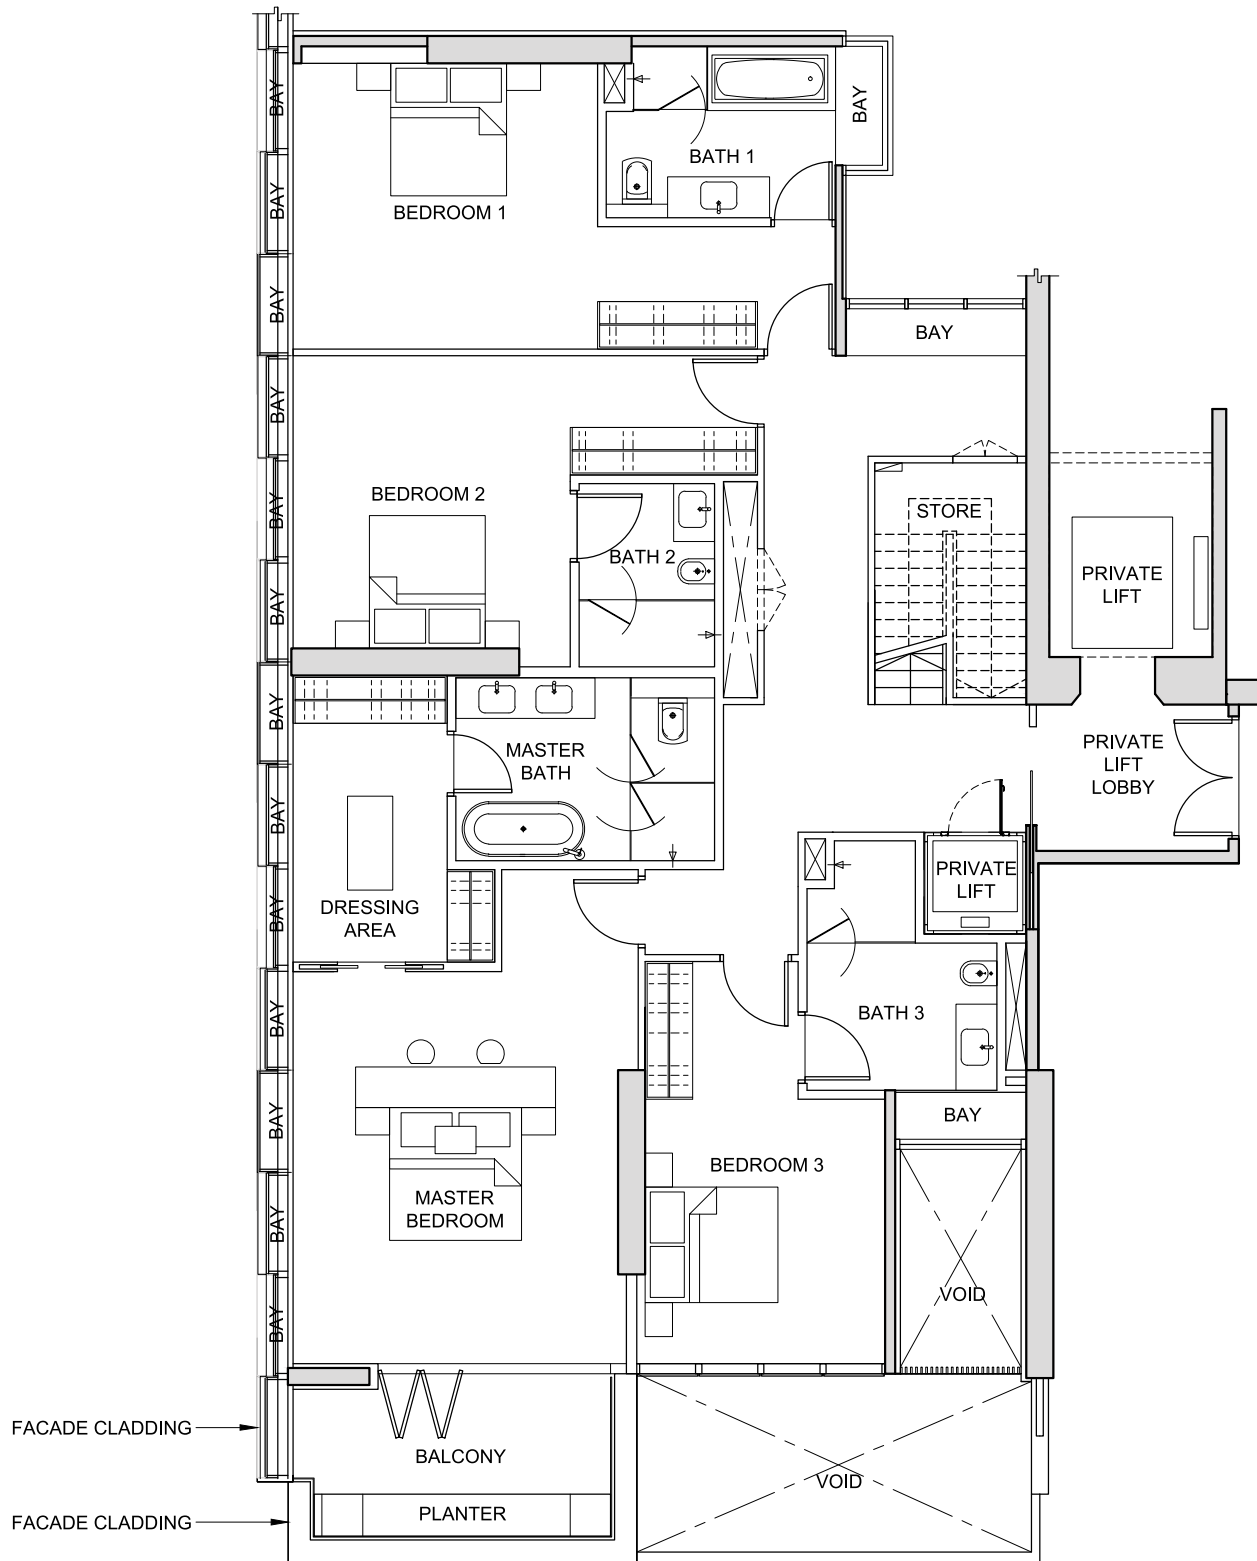 BAY
BAY
BATH 1
BAY
BEDROOM 1
BAY
BAY
BAY
BEDROOM 2
BAY
STORE
BATH 2
PRIVATE
LIFT
BAY
BAY
MASTER
BATH
PRIVATE
LIFT
LOBBY
BAY
PRIVATE
LIFT
DRESSING
AREA
BAY
BATH 3
BAY
BAY
BAY
BEDROOM 3
MASTER
BEDROOM
BAY
VOID
BAY
FACADE CLADDING
BALCONY
VOID
PLANTER
FACADE CLADDING